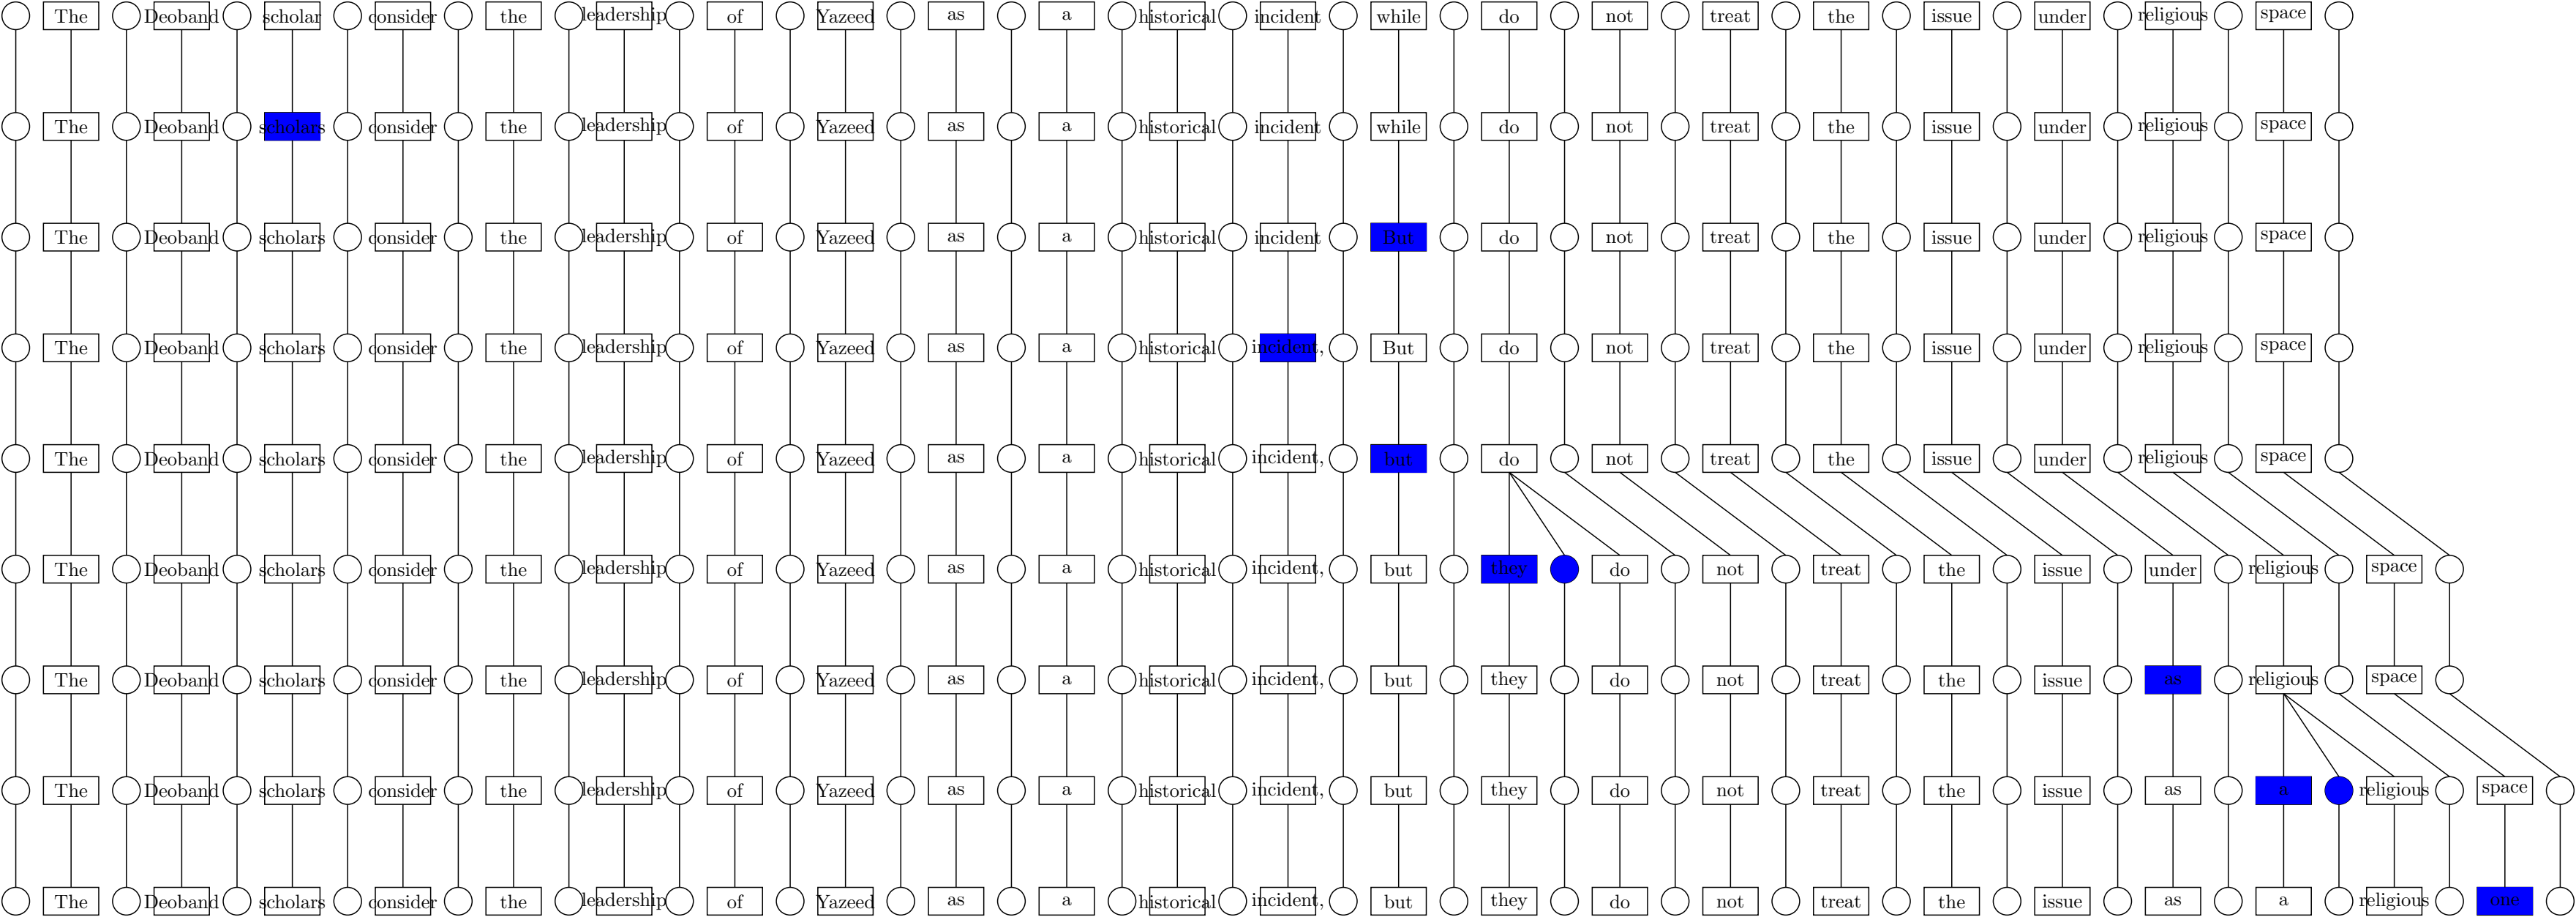 The Deoband scholar consider the leadership of Yazeed as a historical incident while do not treat the issue under religious space
The Deoband scholars consider the leadership of Yazeed as a historical incident while do not treat the issue under religious space
The Deoband scholars consider the leadership of Yazeed as a historical incident But do not treat the issue under religious space
The Deoband scholars consider the leadership of Yazeed as a historical incident, But do not treat the issue under religious space
The Deoband scholars consider the leadership of Yazeed as a historical incident, but do not treat the issue under religious space
The Deoband scholars consider the leadership of Yazeed as a historical incident, but they do not treat the issue under religious space
The Deoband scholars consider the leadership of Yazeed as a historical incident, but they do not treat the issue as religious space
The Deoband scholars consider the leadership of Yazeed as a historical incident, but they do not treat the issue as a religious space
The Deoband scholars consider the leadership of Yazeed as a historical incident, but they do not treat the issue as a religious one